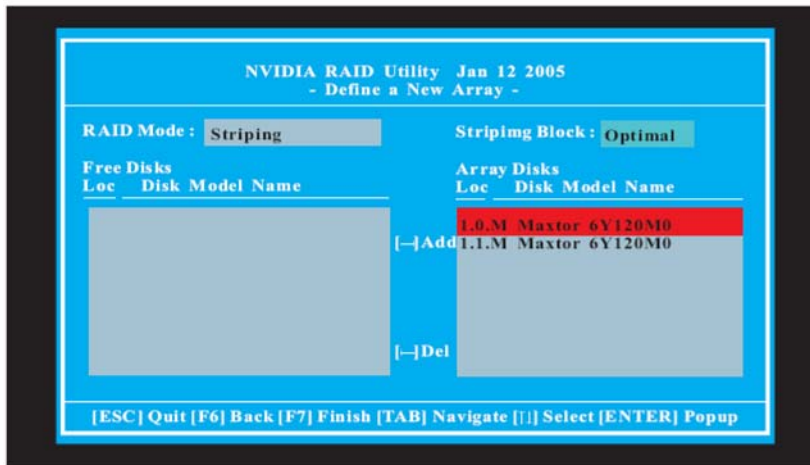 NVIDIA RAID Utility Jan 12 2005
- Define a New Array -
RAID Mode : Striping
Stripimg Block : Optimal
Free Disks
Loc Disk Model Name
Array Disks
Loc Disk Model Name
[–]Add
1.0.M Maxtor 6Y120M0
1.1.M Maxtor 6Y120M0
[–]Del
[ESC] Quit [F6] Back [F7] Finish [TAB] Navigate [↑↓] Select [ENTER] Popup